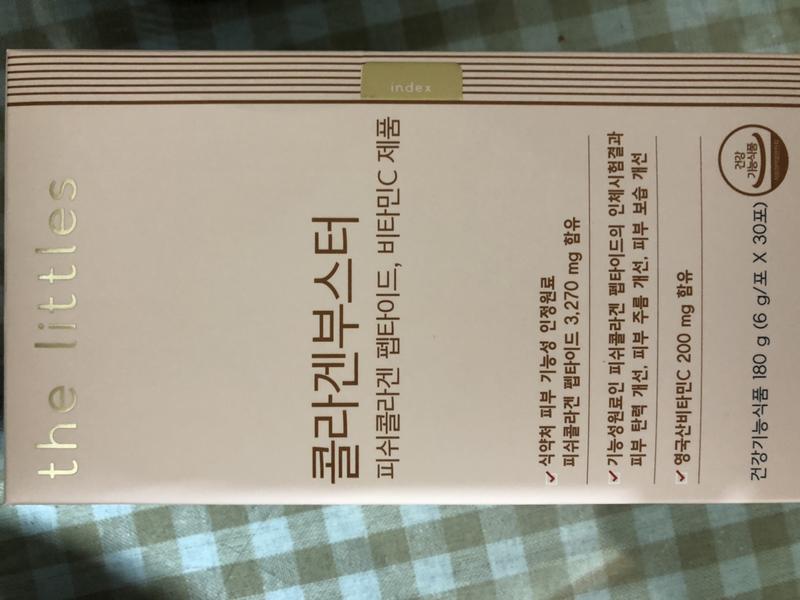 index
the littles
콜라겐부스터
피쉬콜라겐 펩타이드, 비타민C 제품
✓ 식약처 피부 기능성 인정원료
피쉬콜라겐 펩타이드 3,270 mg 함유
✓ 기능성원료인 피쉬콜라겐 펩타이드의 인체시험결과
피부 탄력 개선, 피부 주름 개선, 피부 보습 개선
✓ 영국산비타민C 200 mg 함유
건강기능식품 180 g (6 g/포 X 30포)
건강
기능식품